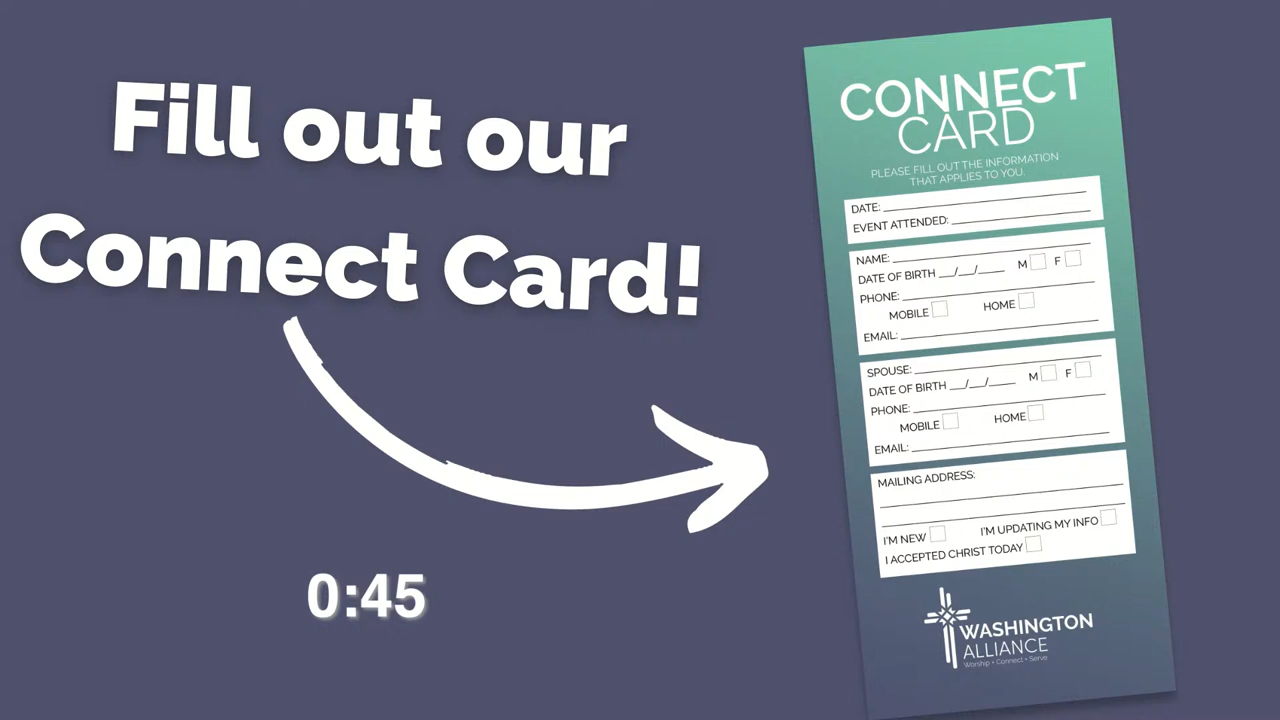 Fill out our
Connect Card!
0:45
CONNECT
CARD
PLEASE FILL OUT THE INFORMATION
THAT APPLIES TO YOU.
DATE:
EVENT ATTENDED:
NAME:
DATE OF BIRTH __/__/____ M F
PHONE:
MOBILE HOME
EMAIL:
SPOUSE:
DATE OF BIRTH __/__/____ M F
PHONE:
MOBILE HOME
EMAIL:
MAILING ADDRESS:
I'M NEW I'M UPDATING MY INFO
I ACCEPTED CHRIST TODAY
WASHINGTON
ALLIANCE
Worship • Connect • Serve